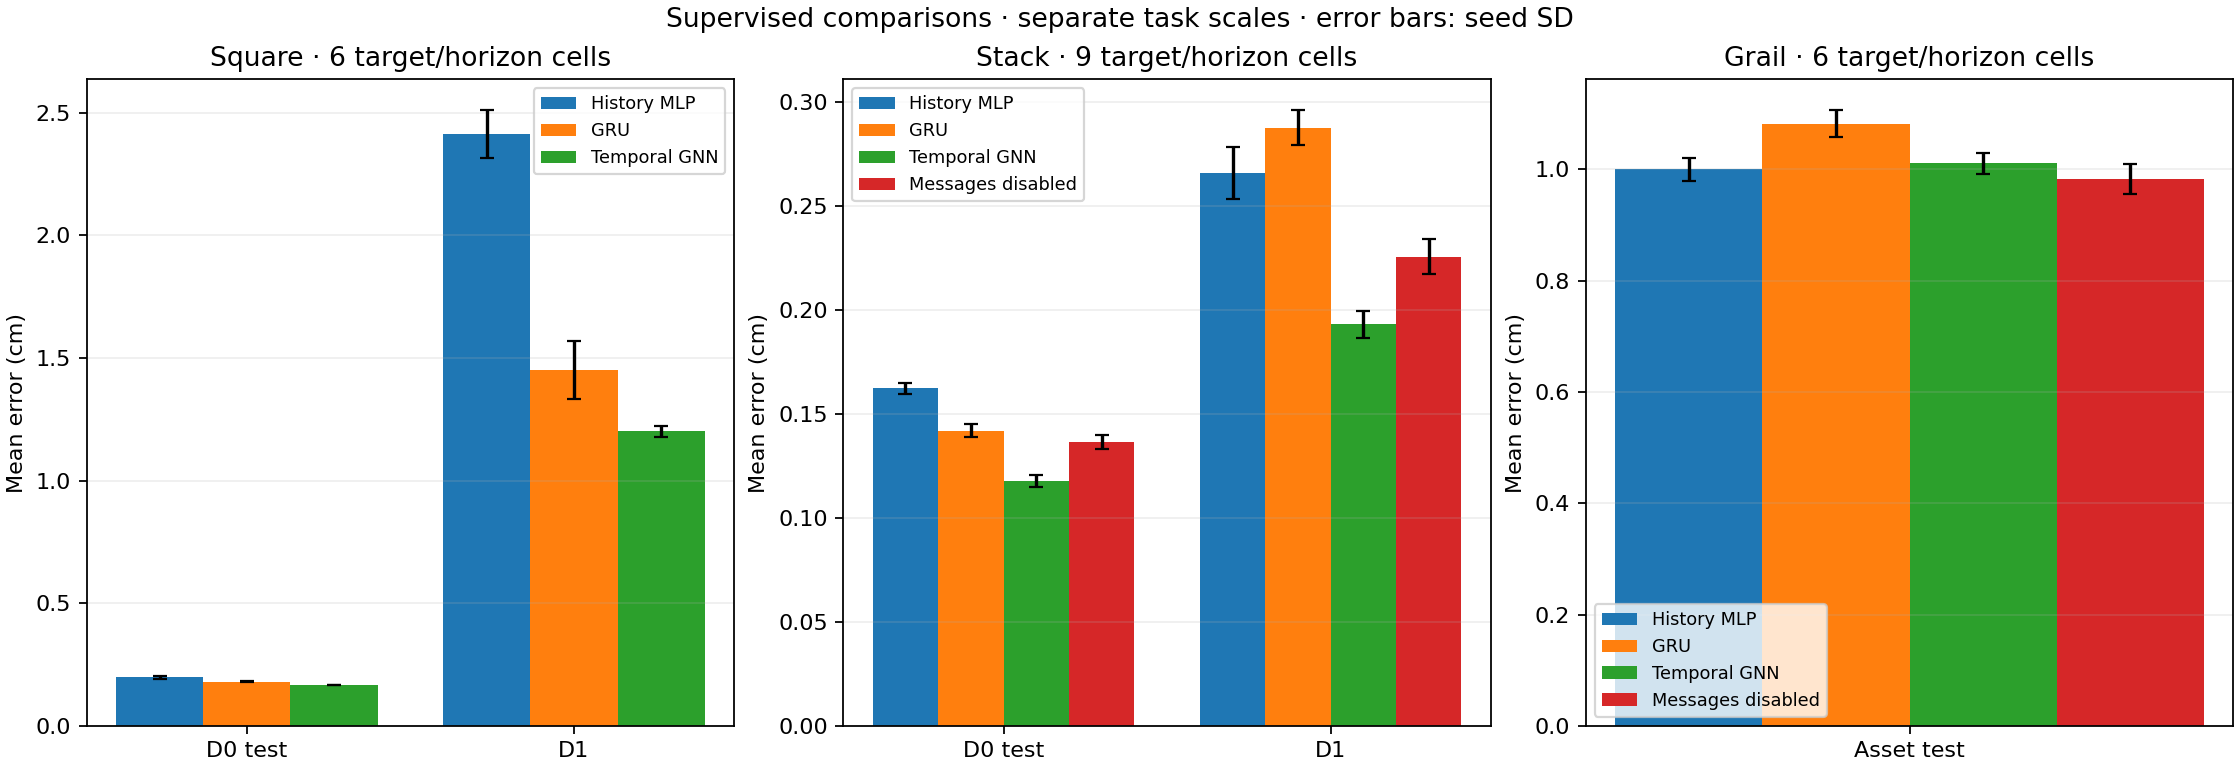 Supervised comparisons · separate task scales · error bars: seed SD
Square · 6 target/horizon cells
Mean error (cm)
2.5
2.0
1.5
1.0
0.5
0.0
History MLP
GRU
Temporal GNN
D0 test
D1
Stack · 9 target/horizon cells
Mean error (cm)
0.30
0.25
0.20
0.15
0.10
0.05
0.00
History MLP
GRU
Temporal GNN
Messages disabled
D0 test
D1
Grail · 6 target/horizon cells
Mean error (cm)
1.0
0.8
0.6
0.4
0.2
0.0
History MLP
GRU
Temporal GNN
Messages disabled
Asset test